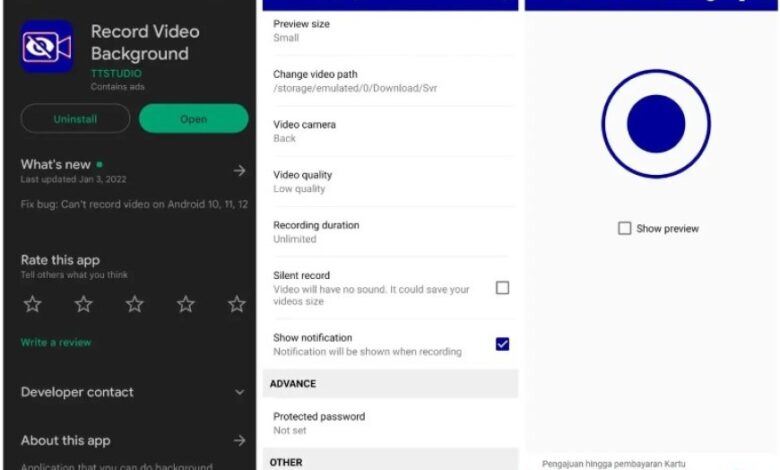 Record Video
Background
TTSTUDIO
Contains ads
Uninstall
Open
What's new
Last updated Jan 3, 2022
Fix bug: Can't record video on Android 10, 11, 12
Rate this app
Tell others what you think
Write a review
Developer contact
About this app
Application that you can do background
Preview size
Small
Change video path
/storage/emulated/0/Download/Svr
Video camera
Back
Video quality
Low quality
Recording duration
Unlimited
Silent record
Video will have no sound. It could save your
videos size
Show notification
Notification will be shown when recording
ADVANCE
Protected password
Not set
OTHER
Show preview
Pengajuan hingga pembayaran Kartu